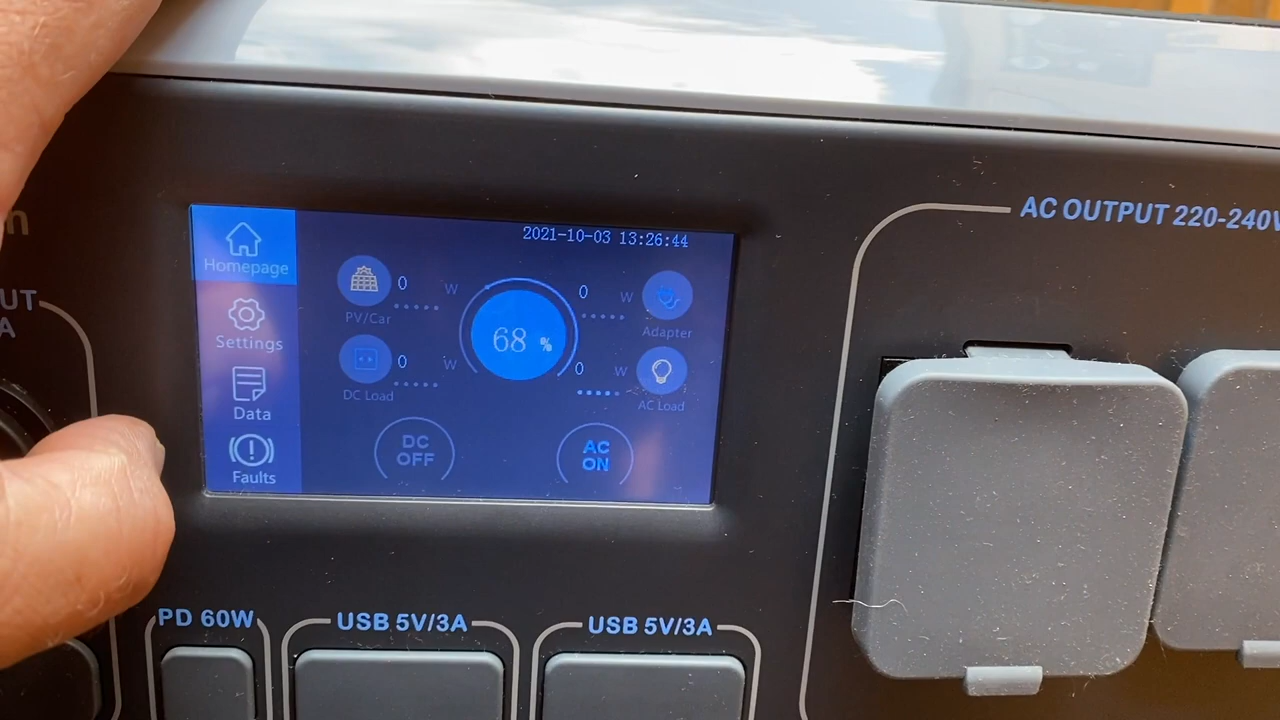 n
UT
A
Homepage
Settings
Data
Faults
2021-10-03 13:26:44
0 W
PV/Car
0 W
DC Load
68 %
0 W
Adapter
0 W
AC Load
DC
OFF
AC
ON
AC OUTPUT 220-240V
PD 60W
USB 5V/3A
USB 5V/3A